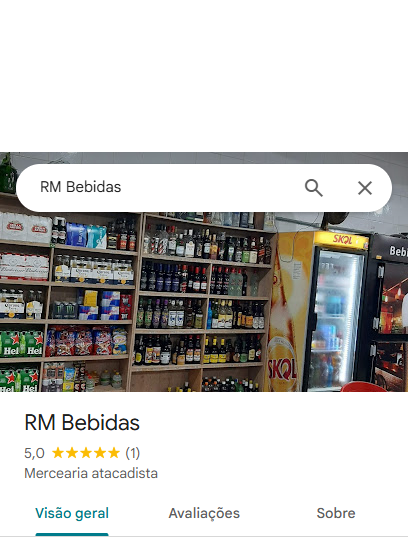 RM Bebidas
SKOL
Bebi
Hei
Hei
SKOL
RM Bebidas
5,0 ★★★★★ (1)
Mercearia atacadista
Visão geral
Avaliações
Sobre